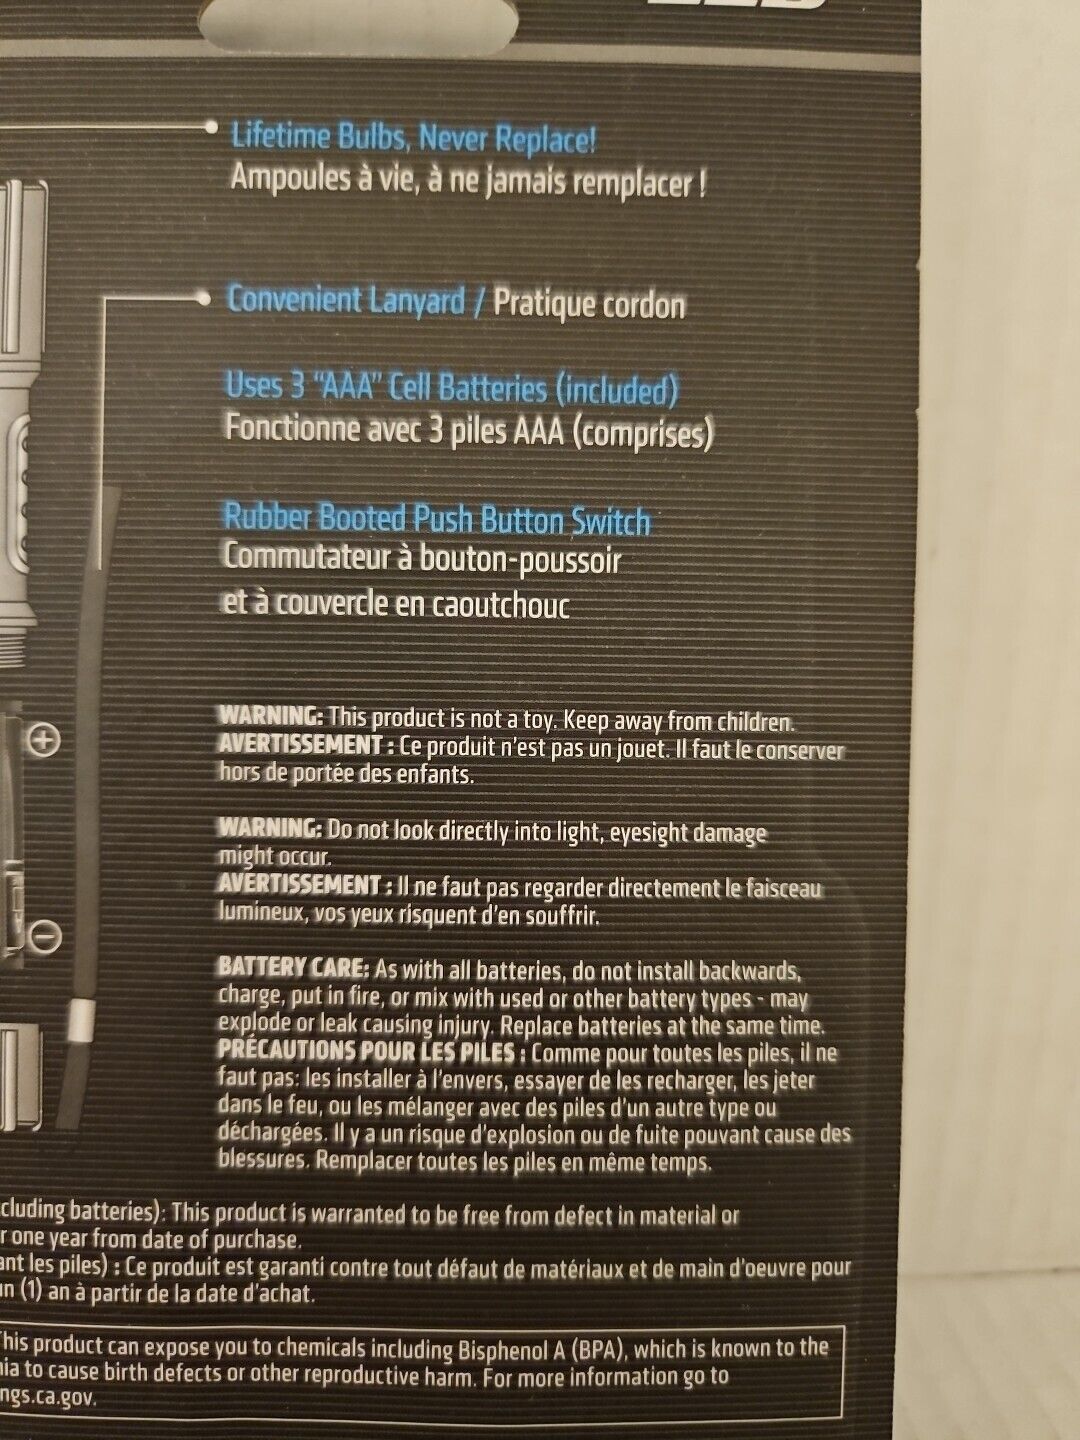 LED
Lifetime Bulbs, Never Replace!
Ampoules à vie, à ne jamais remplacer !
Convenient Lanyard / Pratique cordon
Uses 3 “AAA” Cell Batteries (included)
Fonctionne avec 3 piles AAA (comprises)
Rubber Booted Push Button Switch
Commutateur à bouton-poussoir
et à couvercle en caoutchouc
WARNING: This product is not a toy. Keep away from children.
AVERTISSEMENT : Ce produit n'est pas un jouet. Il faut le conserver
hors de portée des enfants.
WARNING: Do not look directly into light, eyesight damage
might occur.
AVERTISSEMENT : Il ne faut pas regarder directement le faisceau
lumineux, vos yeux risquent d'en souffrir.
BATTERY CARE: As with all batteries, do not install backwards,
charge, put in fire, or mix with used or other battery types - may
explode or leak causing injury. Replace batteries at the same time.
PRÉCAUTIONS POUR LES PILES : Comme pour toutes les piles, il ne
faut pas: les installer à l'envers, essayer de les recharger, les jeter
dans le feu, ou les mélanger avec des piles d'un autre type ou
déchargées. Il y a un risque d'explosion ou de fuite pouvant cause des
blessures. Remplacer toutes les piles en même temps.
cluding batteries): This product is warranted to be free from defect in material or
r one year from date of purchase.
ant les piles) : Ce produit est garanti contre tout défaut de matériaux et de main d'oeuvre pour
un (1) an à partir de la date d'achat.
his product can expose you to chemicals including Bisphenol A (BPA), which is known to the
nia to cause birth defects or other reproductive harm. For more information go to
ngs.ca.gov.